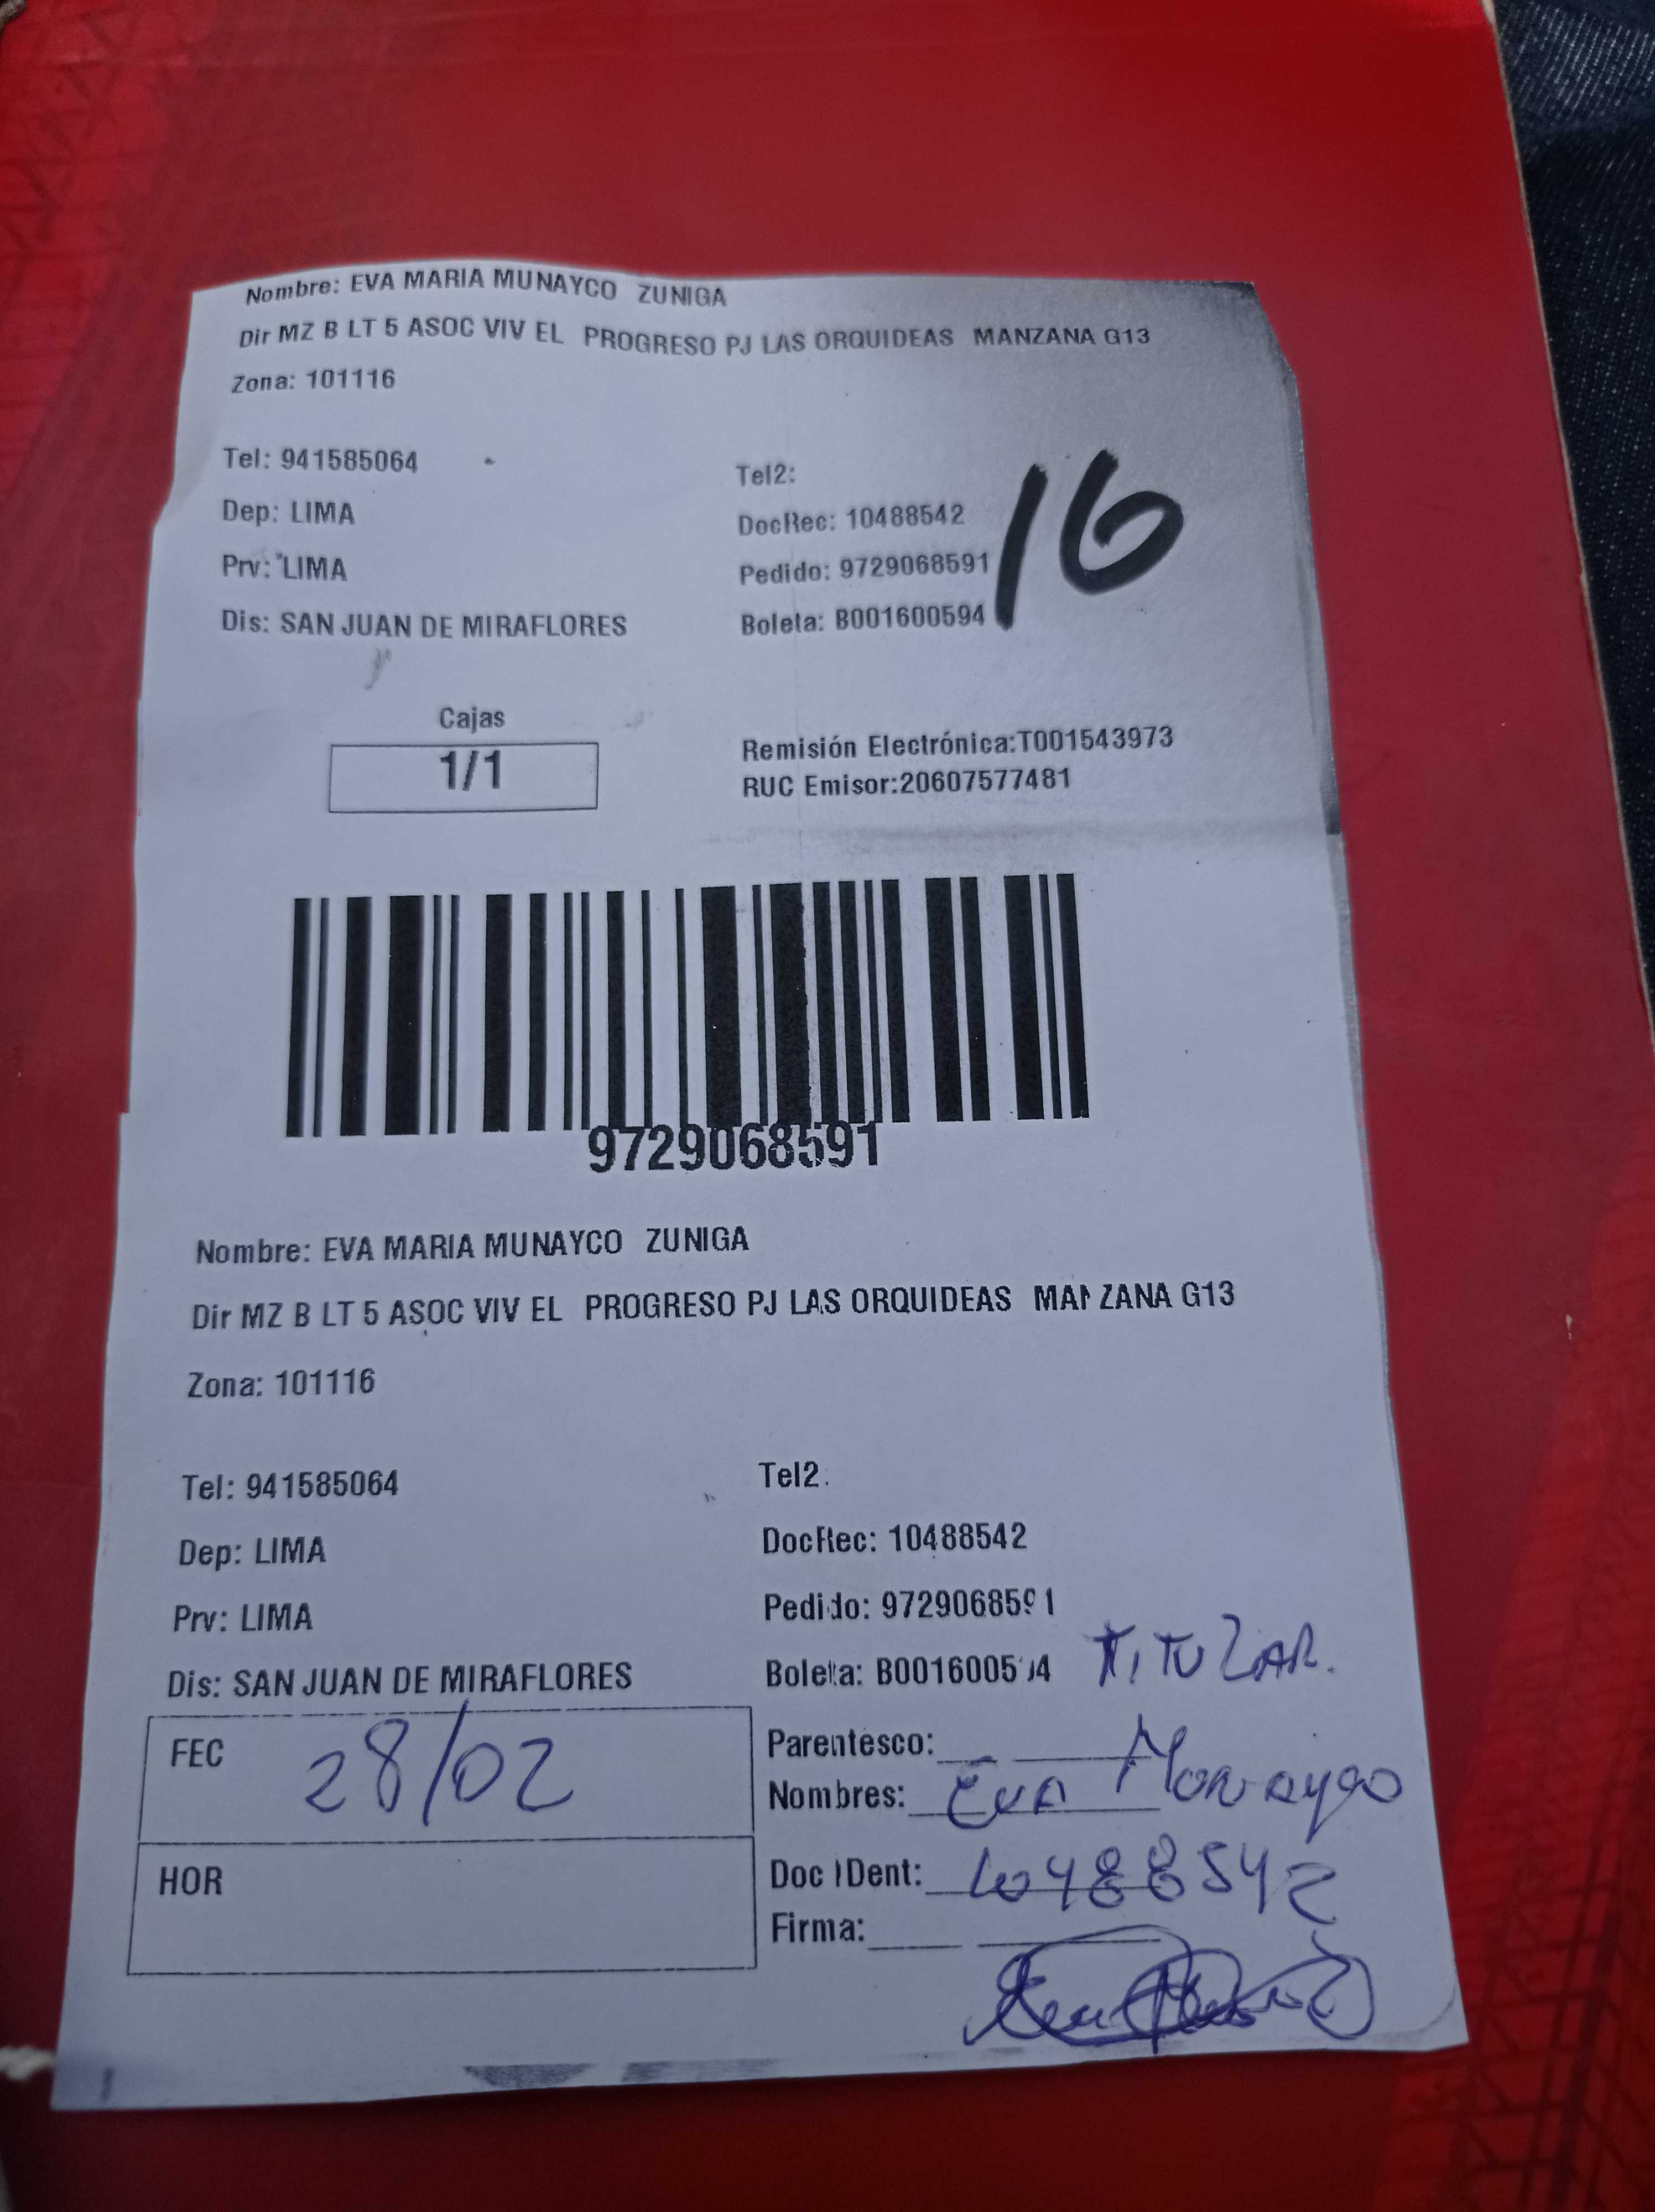 Nombre: EVA MARIA MUNAYCO ZUNIGA
Dir MZ B LT 5 ASOC VIV EL PROGRESO PJ LAS ORQUIDEAS MANZANA G13
Zona: 101116
Tel: 941585064
Tel2:
16
Dep: LIMA
DocRec: 10488542
Prv: LIMA
Pedido: 9729068591
Dis: SAN JUAN DE MIRAFLORES
Boleta: B001600594
Cajas
1/1
Remisión Electrónica:T001543973
RUC Emisor:20607577481
9729068591
Nombre: EVA MARIA MUNAYCO ZUNIGA
Dir MZ B LT 5 ASOC VIV EL PROGRESO PJ LAS ORQUIDEAS MANZANA G13
Zona: 101116
Tel: 941585064
Tel2:
Dep: LIMA
DocRec: 10488542
Prv: LIMA
Pedido: 9729068591
Dis: SAN JUAN DE MIRAFLORES
Boleta: B001600594
TITULAR.
FEC 28/02
Parentesco:
Nombres: Eva Munayco
HOR
Doc IDent: 10488542
Firma: